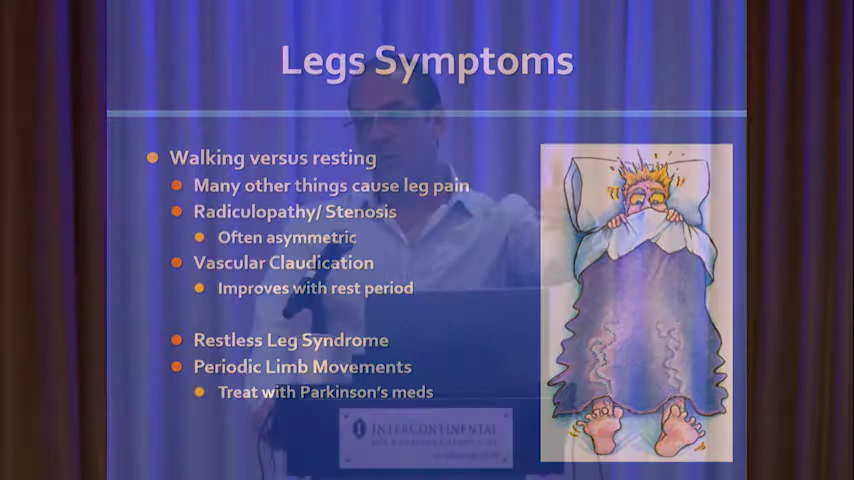 Legs Symptoms
Walking versus resting
Many other things cause leg pain
Radiculopathy/ Stenosis
Often asymmetric
Vascular Claudication
Improves with rest period
Restless Leg Syndrome
Periodic Limb Movements
Treat with Parkinson's meds
INTERCONTINENTAL